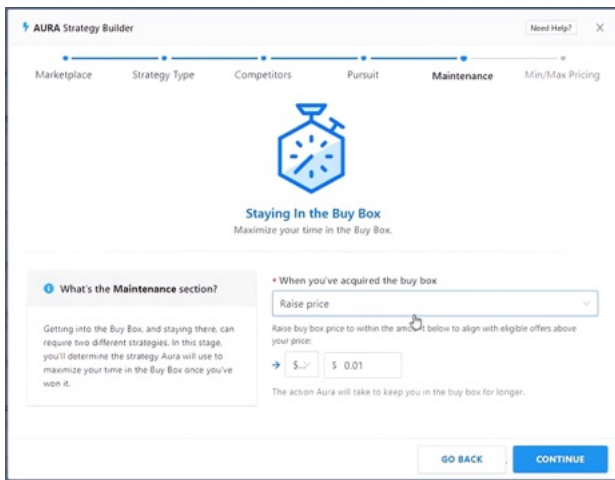 AURA Strategy Builder
Need Help?
Marketplace
Strategy Type
Competitors
Pursuit
Maintenance
Min/Max Pricing
Staying In the Buy Box
Maximize your time in the Buy Box.
What's the Maintenance section?
Getting into the Buy Box, and staying there, can
require two different strategies. In this stage,
you'll determine the strategy Aura will use to
maximize your time in the Buy Box once you've
won it.
* When you've acquired the buy box
Raise price
Raise buy box price to within the amount below to align with eligible offers above
your price:
$...
$ 0.01
The action Aura will take to keep you in the buy box for longer.
GO BACK
CONTINUE